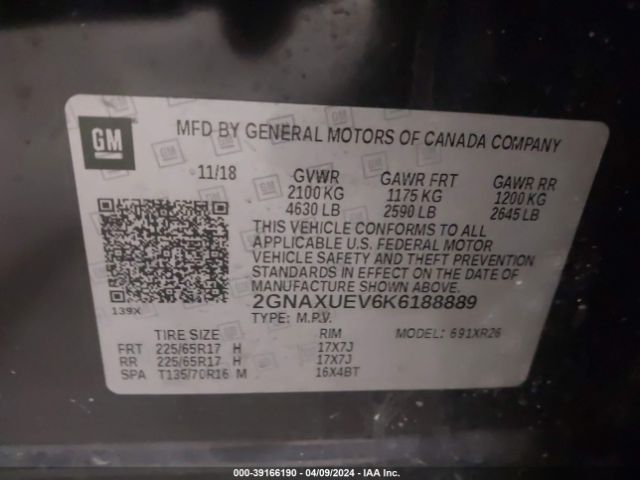 GM
MFD BY GENERAL MOTORS OF CANADA COMPANY
11/18 GVWR GAWR FRT GAWR RR
2100 KG 1175 KG 1200 KG
4630 LB 2590 LB 2645 LB
THIS VEHICLE CONFORMS TO ALL
APPLICABLE U.S. FEDERAL MOTOR
VEHICLE SAFETY AND THEFT PREVENTION
STANDARDS IN EFFECT ON THE DATE OF
MANUFACTURE SHOWN ABOVE.
2GNAXUEV6K6188889
139X TYPE: M.P.V.
TIRE SIZE RIM MODEL: 691XR26
FRT 225/65R17 H 17X7J
RR 225/65R17 H 17X7J
SPA T135/70R16 M 16X4BT
000-39166190 - 04/09/2024 - IAA Inc.